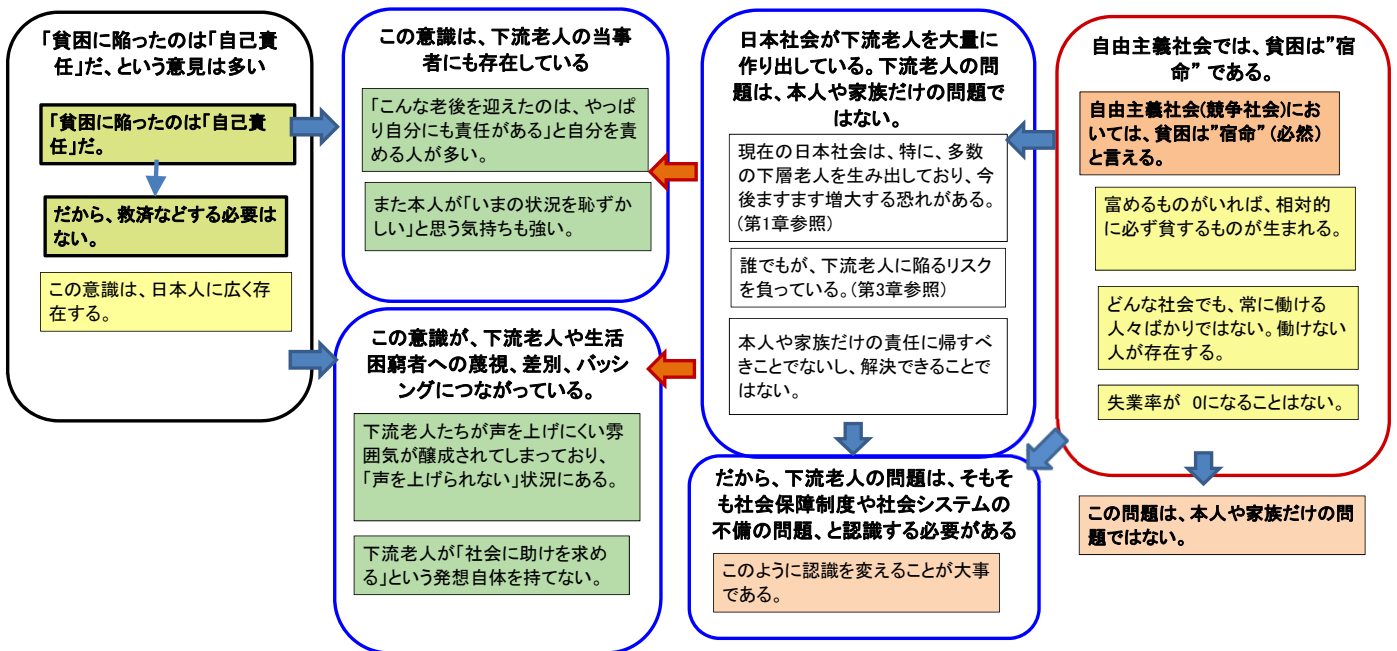 「貧困に陥ったのは「自己責
任」だ、という意見は多い
「貧困に陥ったのは「自己責
任」だ。
だから、救済などする必要は
ない。
この意識は、日本人に広く存
在する。
この意識は、下流老人の当事
者にも存在している
「こんな老後を迎えたのは、やっぱ
り自分にも責任がある」と自分を責
める人が多い。
また本人が「いまの状況を恥ずか
しい」と思う気持ちも強い。
この意識が、下流老人や生活
困窮者への蔑視、差別、バッシ
ングにつながっている。
下流老人たちが声を上げにくい雰
囲気が醸成されてしまっており、
「声を上げられない」状況にある。
下流老人が「社会に助けを求め
る」という発想自体を持てない。
日本社会が下流老人を大量に
作り出している。下流老人の問
題は、本人や家族だけの問題で
はない。
現在の日本社会は、特に、多数
の下層老人を生み出しており、今
後ますます増大する恐れがある。
(第1章参照)
誰でもが、下流老人に陥るリスク
を負っている。(第3章参照)
本人や家族だけの責任に帰すべ
きことでないし、解決できることで
はない。
だから、下流老人の問題は、そもそ
も社会保障制度や社会システムの
不備の問題、と認識する必要がある
このように認識を変えることが大事
である。
自由主義社会では、貧困は”宿
命” である。
自由主義社会(競争社会)にお
いては、貧困は”宿命” (必然)
と言える。
富めるものがいれば、相対的
に必ず貧するものが生まれる。
どんな社会でも、常に働ける
人々ばかりではない。働けない
人が存在する。
失業率が 0になることはない。
この問題は、本人や家族だけの問
題ではない。